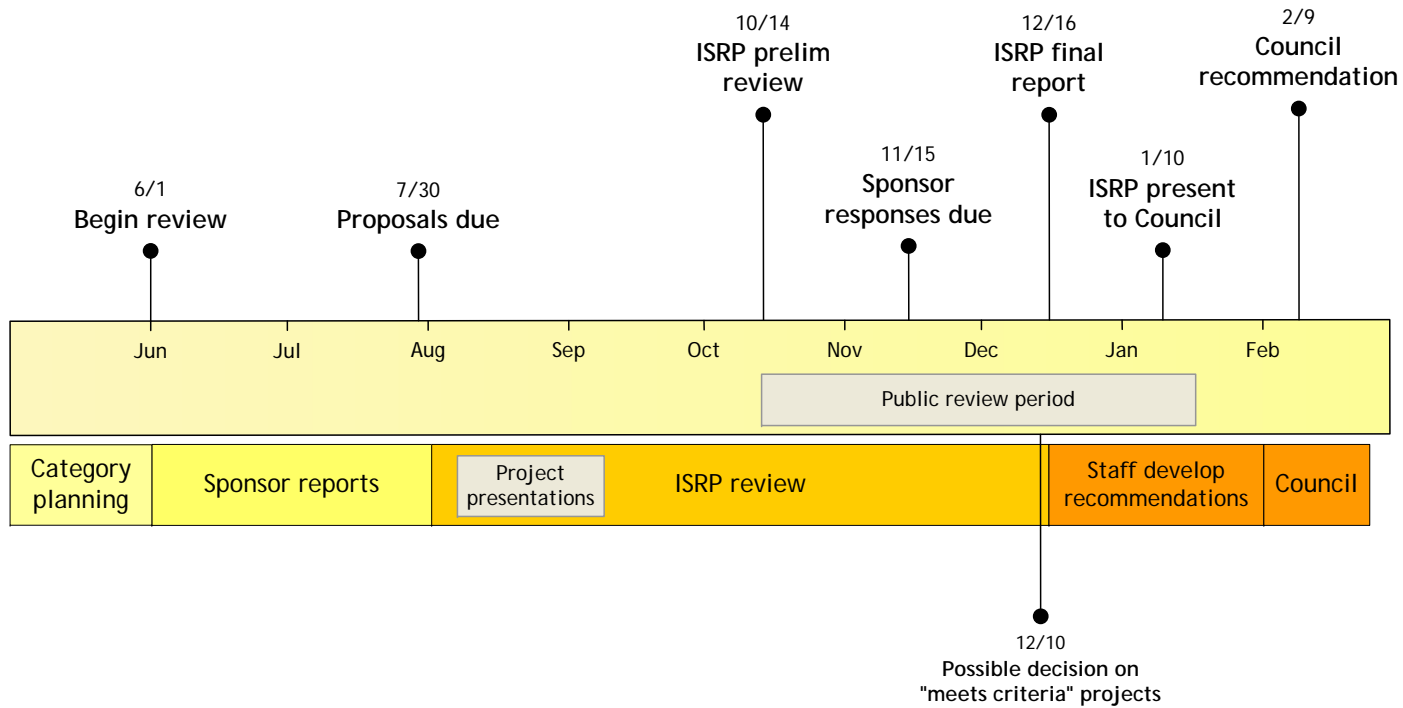 10/14
ISRP prelim
review
12/16
ISRP final
report
2/9
Council
recommendation
6/1
Begin review
7/30
Proposals due
11/15
Sponsor
responses due
1/10
ISRP present
to Council
Jun
Jul
Aug
Sep
Oct
Nov
Dec
Jan
Feb
Public review period
Category
planning
Sponsor reports
Project
presentations
ISRP review
Staff develop
recommendations
Council
12/10
Possible decision on
"meets criteria" projects